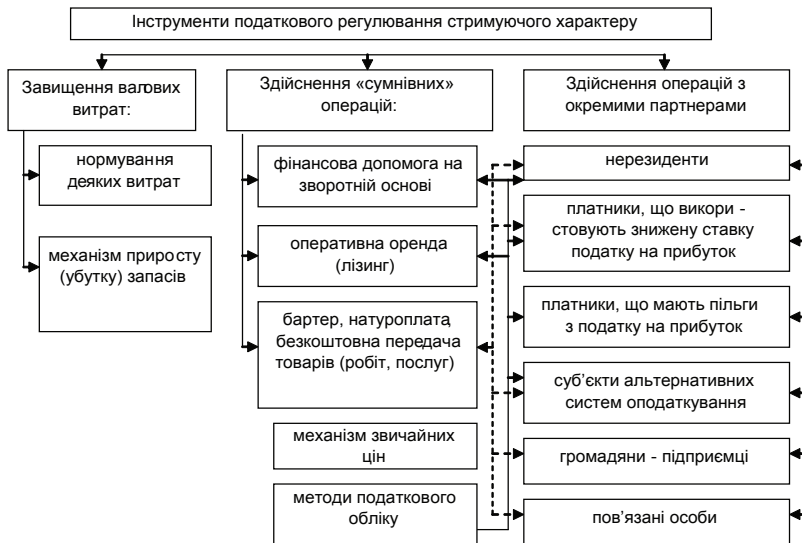 Інструменти податкового регулювання стримуючого характеру
Завищення валових
витрат:
нормування
деяких витрат
механізм приросту
(убутку) запасів
Здійснення «сумнівних»
операцій:
фінансова допомога на
зворотній основі
оперативна оренда
(лізинг)
бартер, натуроплата,
безкоштовна передача
товарів (робіт, послуг)
механізм звичайних
цін
методи податкового
обліку
Здійснення операцій з
окремими партнерами
нерезиденти
платники, що викори -
стовують знижену ставку
податку на прибуток
платники, що мають пільги
з податку на прибуток
суб’єкти альтернативних
систем оподаткування
громадяни - підприємці
пов’язані особи